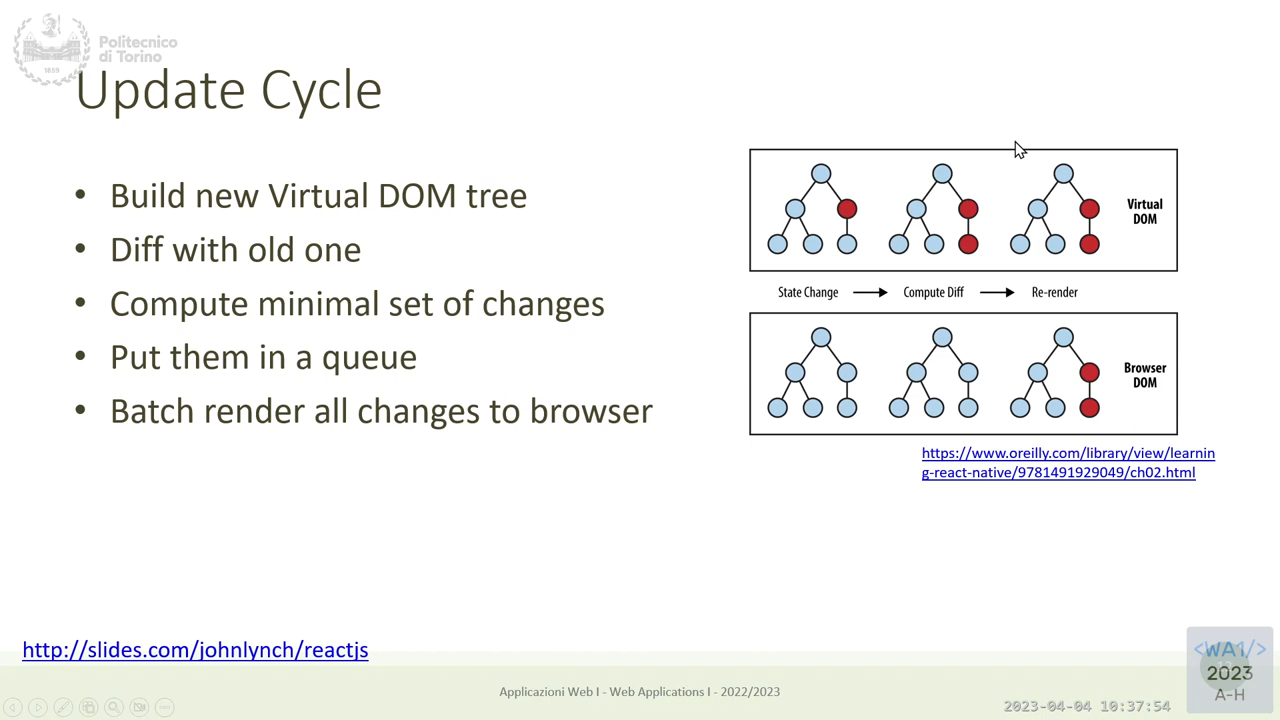 Politecnico
di Torino
1859
Update Cycle
• Build new Virtual DOM tree
• Diff with old one
• Compute minimal set of changes
• Put them in a queue
• Batch render all changes to browser
Virtual
DOM
State Change
Compute Diff
Re-render
Browser
DOM
https://www.oreilly.com/library/view/learnin
g-react-native/9781491929049/ch02.html
http://slides.com/johnlynch/reactjs
Applicazioni Web I - Web Applications I - 2022/2023
2023-04-04 10:37:54
<WA1/>
2023
A-H